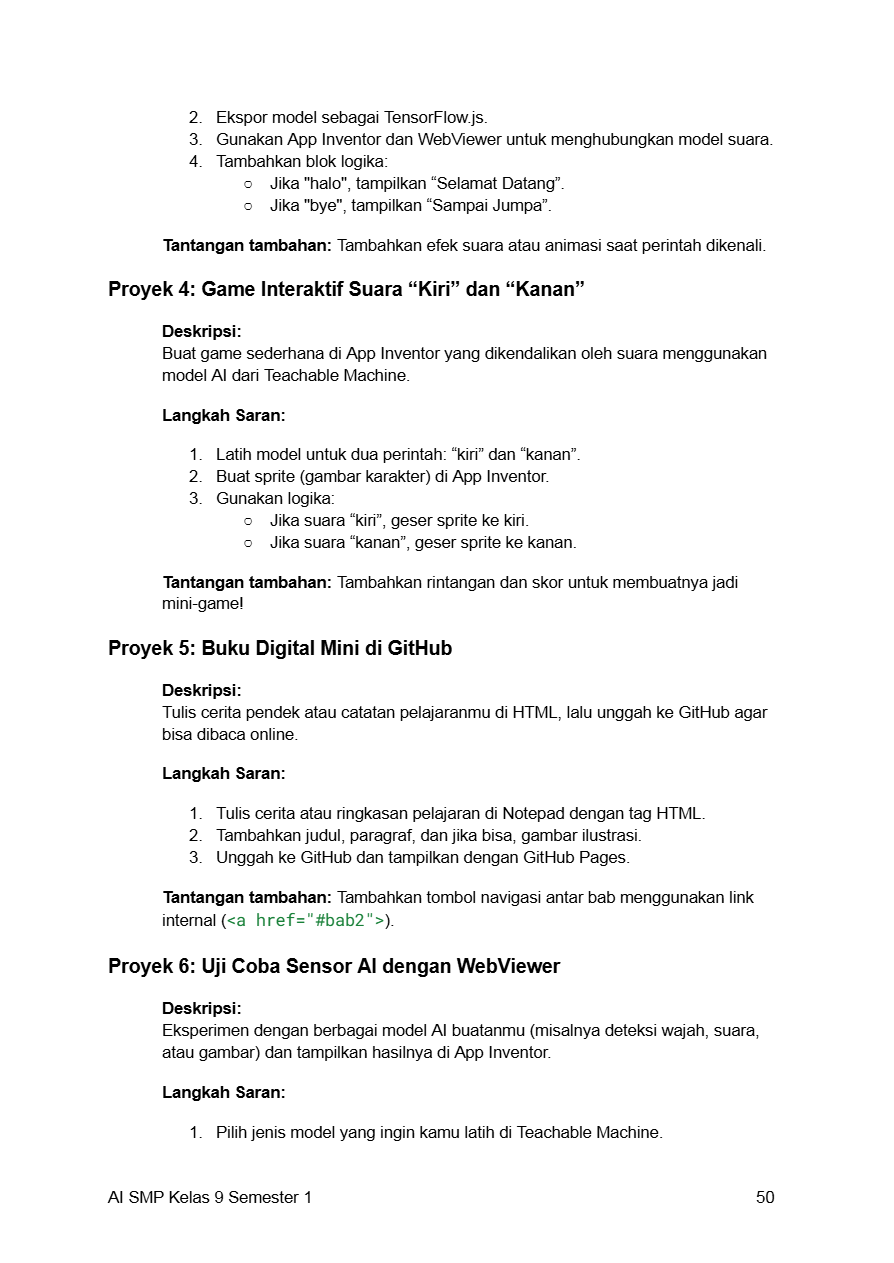 2. Ekspor model sebagai TensorFlow.js.
3. Gunakan App Inventor dan WebViewer untuk menghubungkan model suara.
4. Tambahkan blok logika:
○ Jika "halo", tampilkan “Selamat Datang”.
○ Jika "bye", tampilkan “Sampai Jumpa”.
Tantangan tambahan: Tambahkan efek suara atau animasi saat perintah dikenali.
Proyek 4: Game Interaktif Suara “Kiri” dan “Kanan”
Deskripsi:
Buat game sederhana di App Inventor yang dikendalikan oleh suara menggunakan
model AI dari Teachable Machine.
Langkah Saran:
1. Latih model untuk dua perintah: “kiri” dan “kanan”.
2. Buat sprite (gambar karakter) di App Inventor.
3. Gunakan logika:
○ Jika suara “kiri”, geser sprite ke kiri.
○ Jika suara “kanan”, geser sprite ke kanan.
Tantangan tambahan: Tambahkan rintangan dan skor untuk membuatnya jadi
mini-game!
Proyek 5: Buku Digital Mini di GitHub
Deskripsi:
Tulis cerita pendek atau catatan pelajaranmu di HTML, lalu unggah ke GitHub agar
bisa dibaca online.
Langkah Saran:
1. Tulis cerita atau ringkasan pelajaran di Notepad dengan tag HTML.
2. Tambahkan judul, paragraf, dan jika bisa, gambar ilustrasi.
3. Unggah ke GitHub dan tampilkan dengan GitHub Pages.
Tantangan tambahan: Tambahkan tombol navigasi antar bab menggunakan link
internal (<a href="#bab2">).
Proyek 6: Uji Coba Sensor AI dengan WebViewer
Deskripsi:
Eksperimen dengan berbagai model AI buatanmu (misalnya deteksi wajah, suara,
atau gambar) dan tampilkan hasilnya di App Inventor.
Langkah Saran:
1. Pilih jenis model yang ingin kamu latih di Teachable Machine.
AI SMP Kelas 9 Semester 1 50